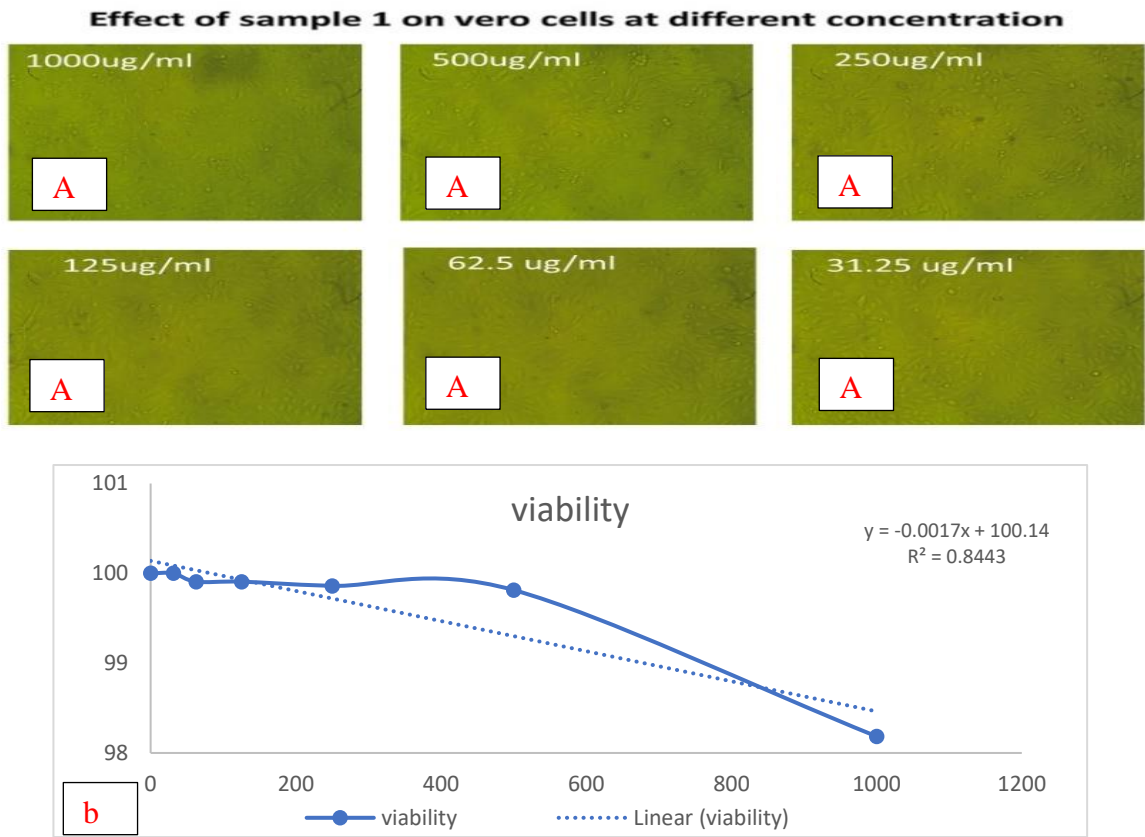 Effect of sample 1 on vero cells at different concentration
1000ug/ml
500ug/ml
250ug/ml
A
A
A
125ug/ml
62.5 ug/ml
31.25 ug/ml
A
A
A
viability
y = -0.0017x + 100.14
R² = 0.8443
101
100
99
98
0 200 400 600 800 1000 1200
b
viability
Linear (viability)